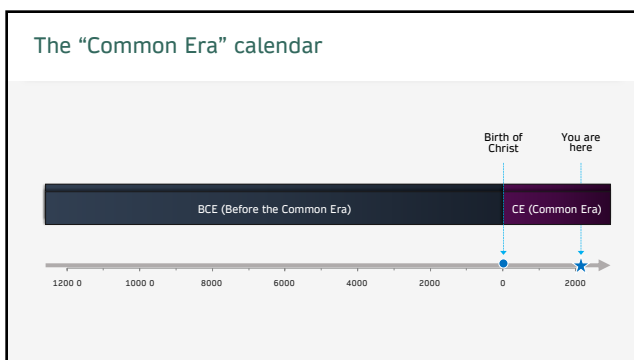 The “Common Era” calendar
Birth of
Christ
You are
here
BCE (Before the Common Era)
CE (Common Era)
1200 0 1000 0 8000 6000 4000 2000 0 2000